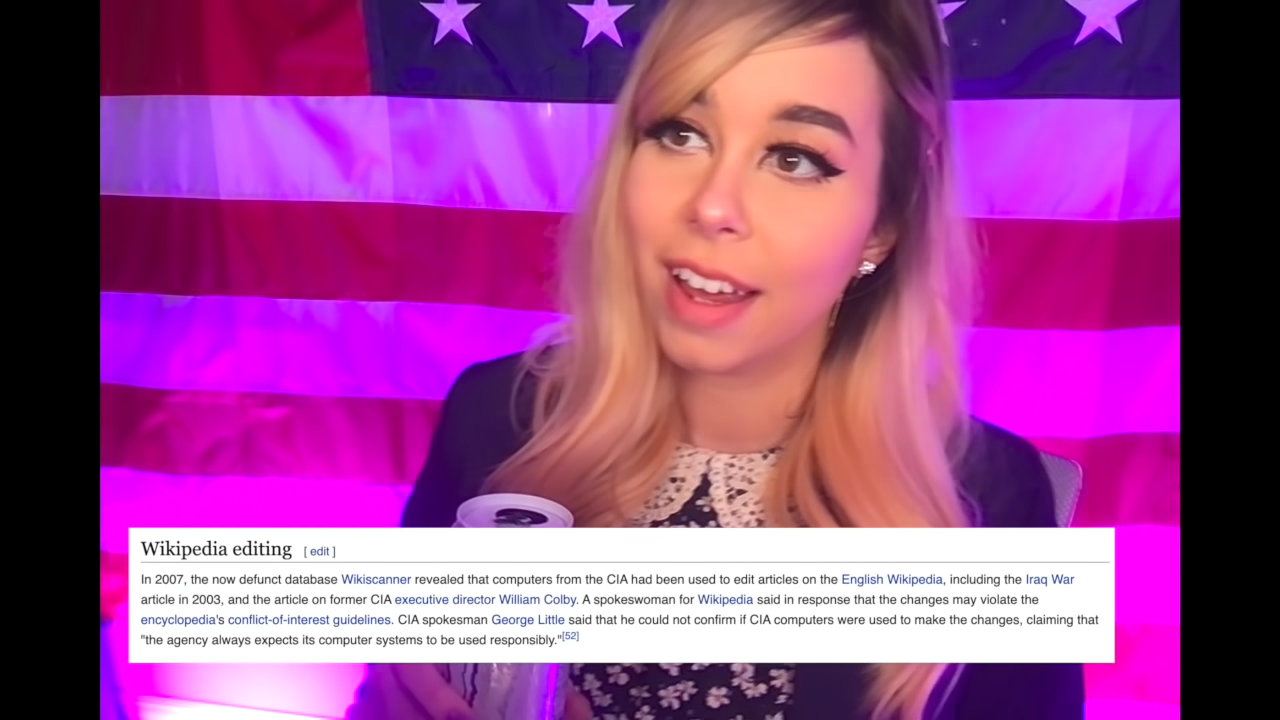 Wikipedia editing [ edit ]
In 2007, the now defunct database Wikiscanner revealed that computers from the CIA had been used to edit articles on the English Wikipedia, including the Iraq War
article in 2003, and the article on former CIA executive director William Colby. A spokeswoman for Wikipedia said in response that the changes may violate the
encyclopedia's conflict-of-interest guidelines. CIA spokesman George Little said that he could not confirm if CIA computers were used to make the changes, claiming that
"the agency always expects its computer systems to be used responsibly."[52]